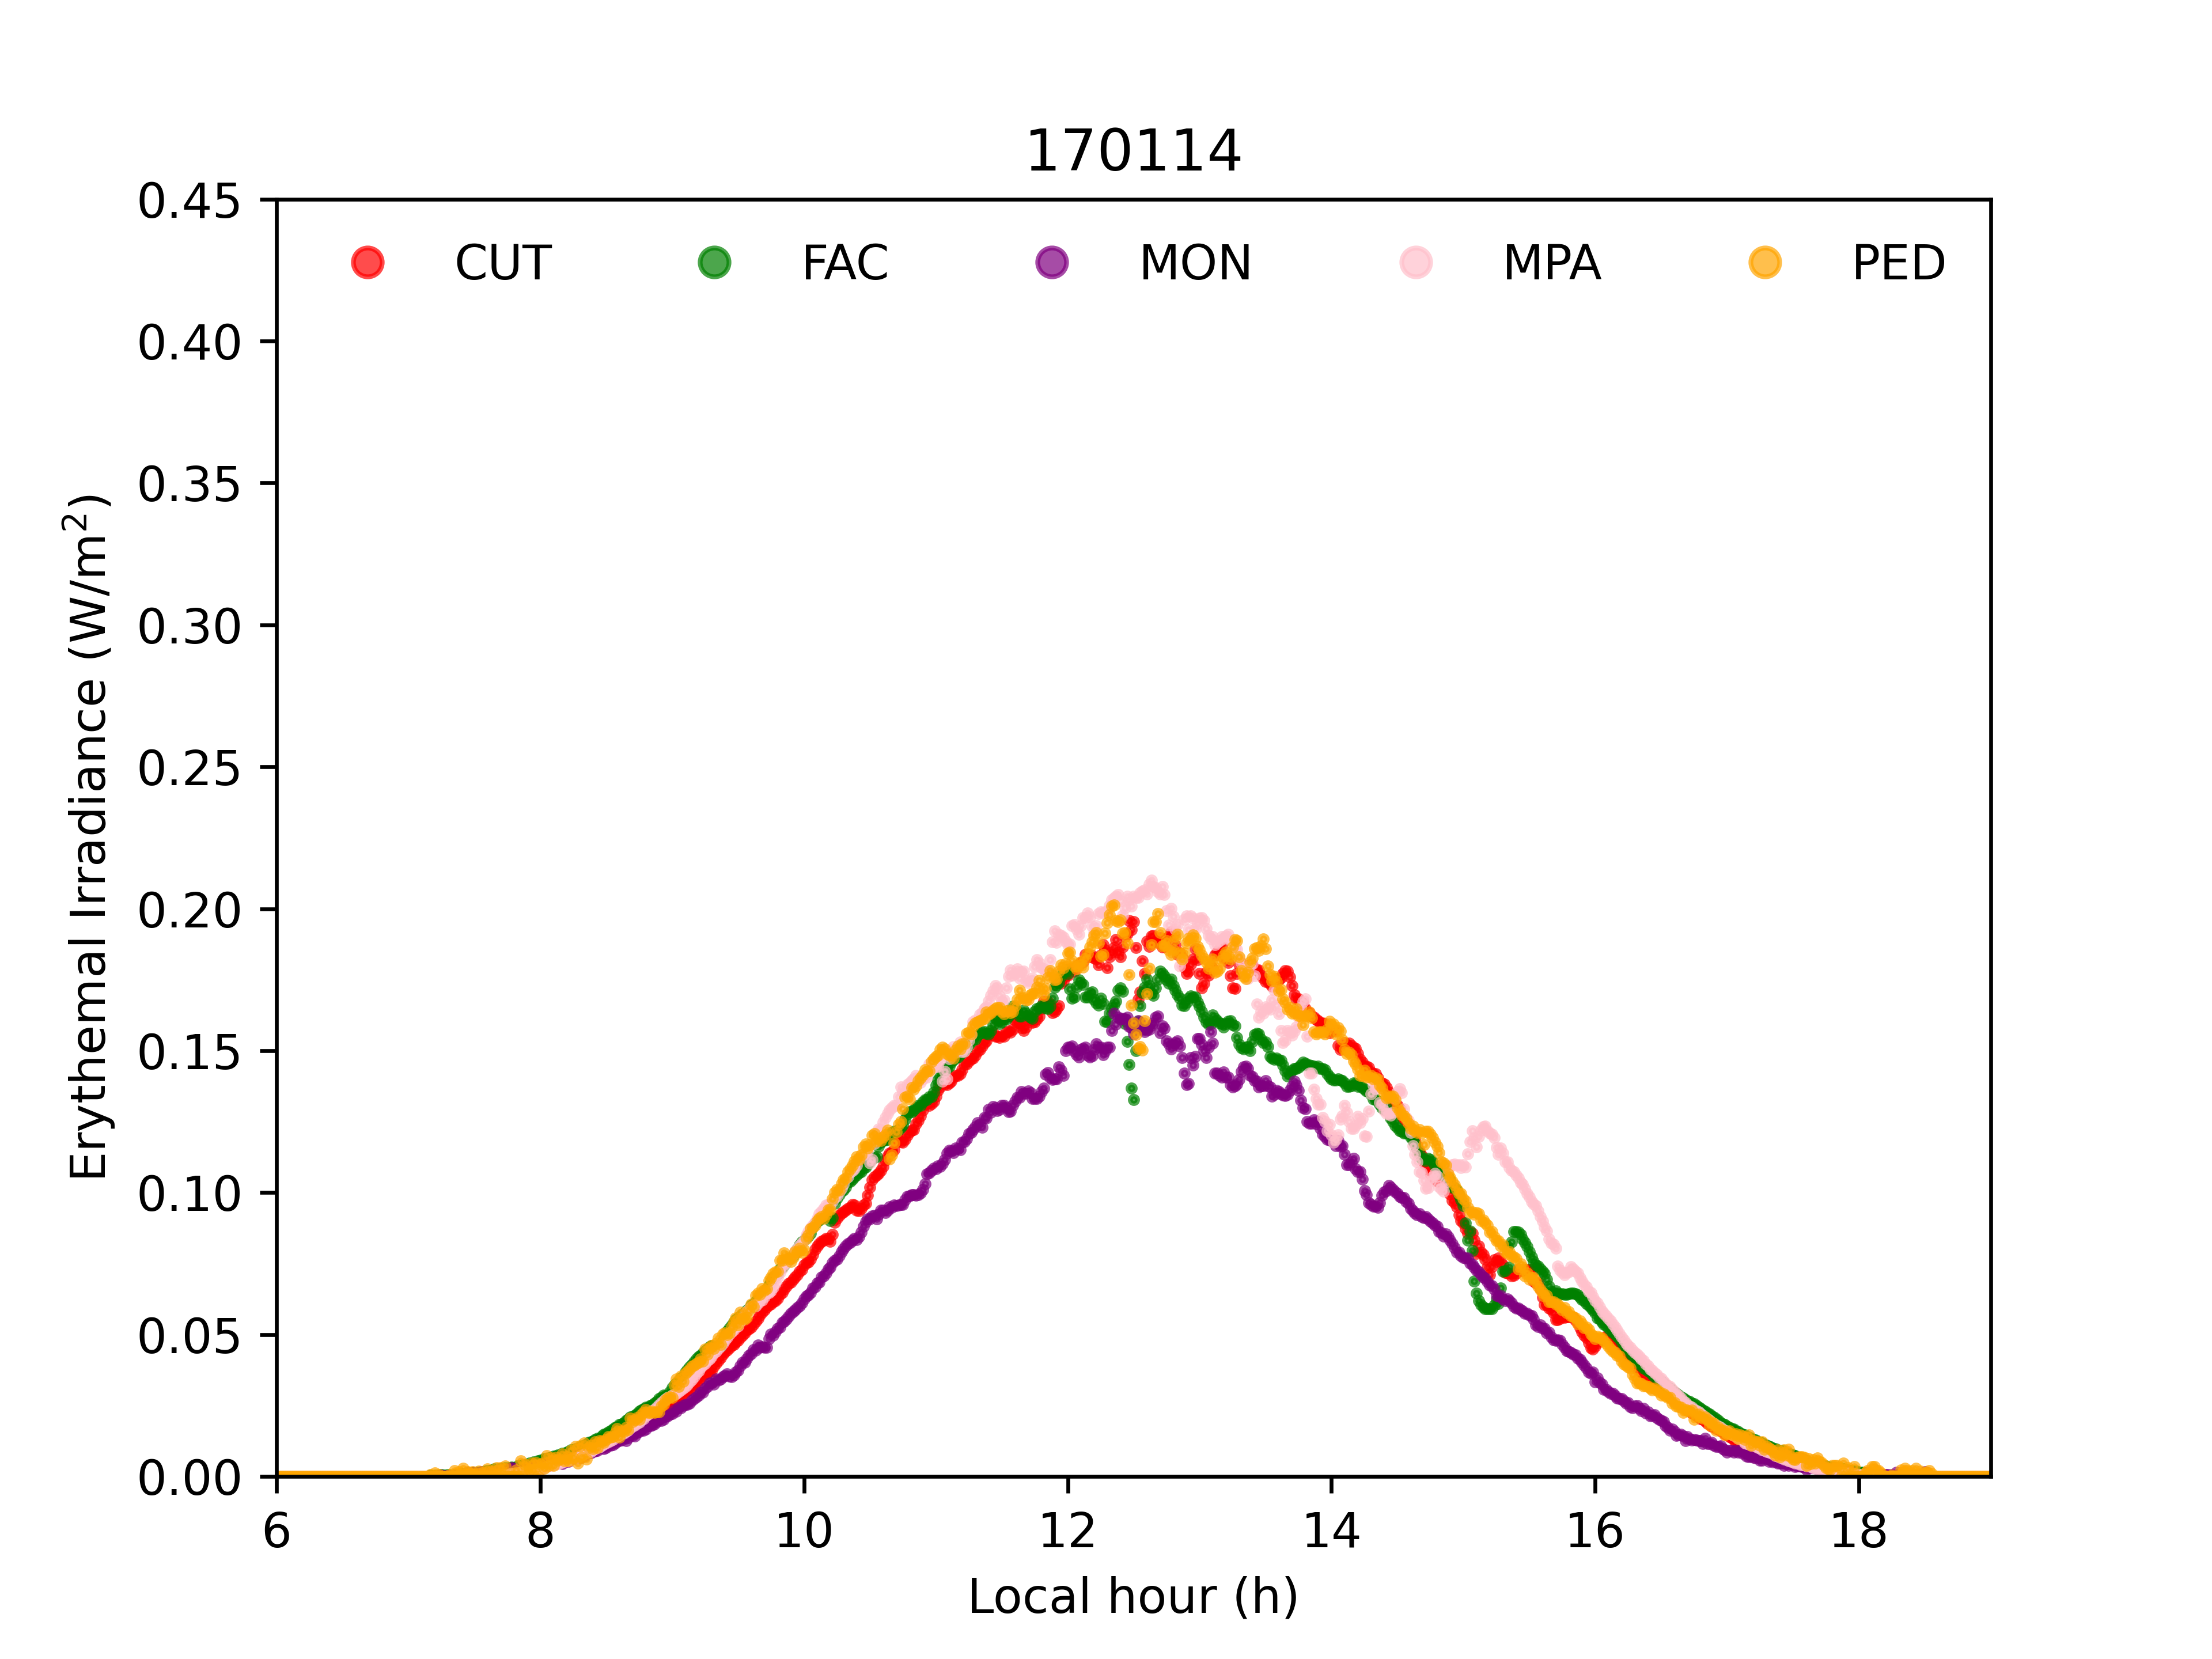 170114
CUT FAC MON MPA PED
0.45
0.40
0.35
0.30
0.25
0.20
0.15
0.10
0.05
0.00
Erythemal Irradiance (W/m²)
6 8 10 12 14 16 18
Local hour (h)